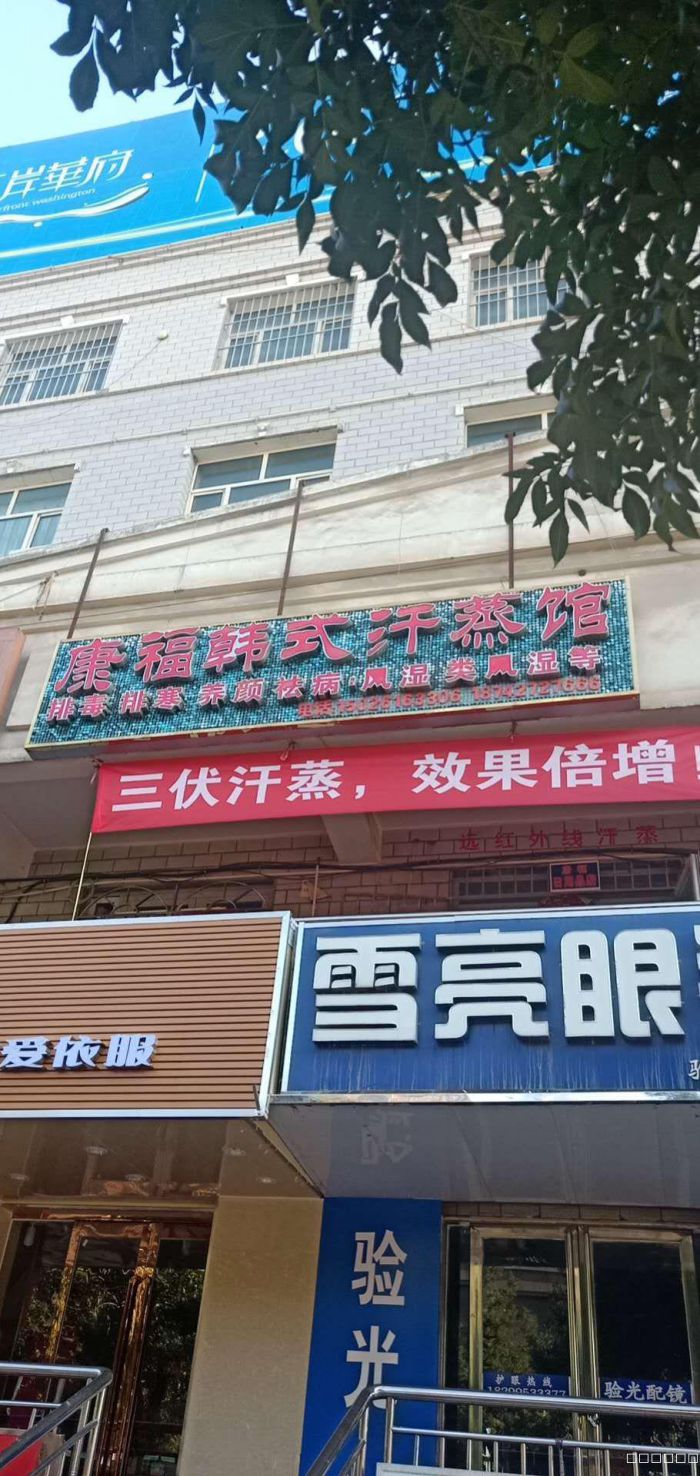 岸華府
front washington
康福韩式汗蒸馆
排毒 排寒 养颜 祛病·风湿类风湿等
三伏汗蒸，效果倍增！
远红外线汗蒸
爱依服
雪亮眼
验光
护眼热线
验光配镜